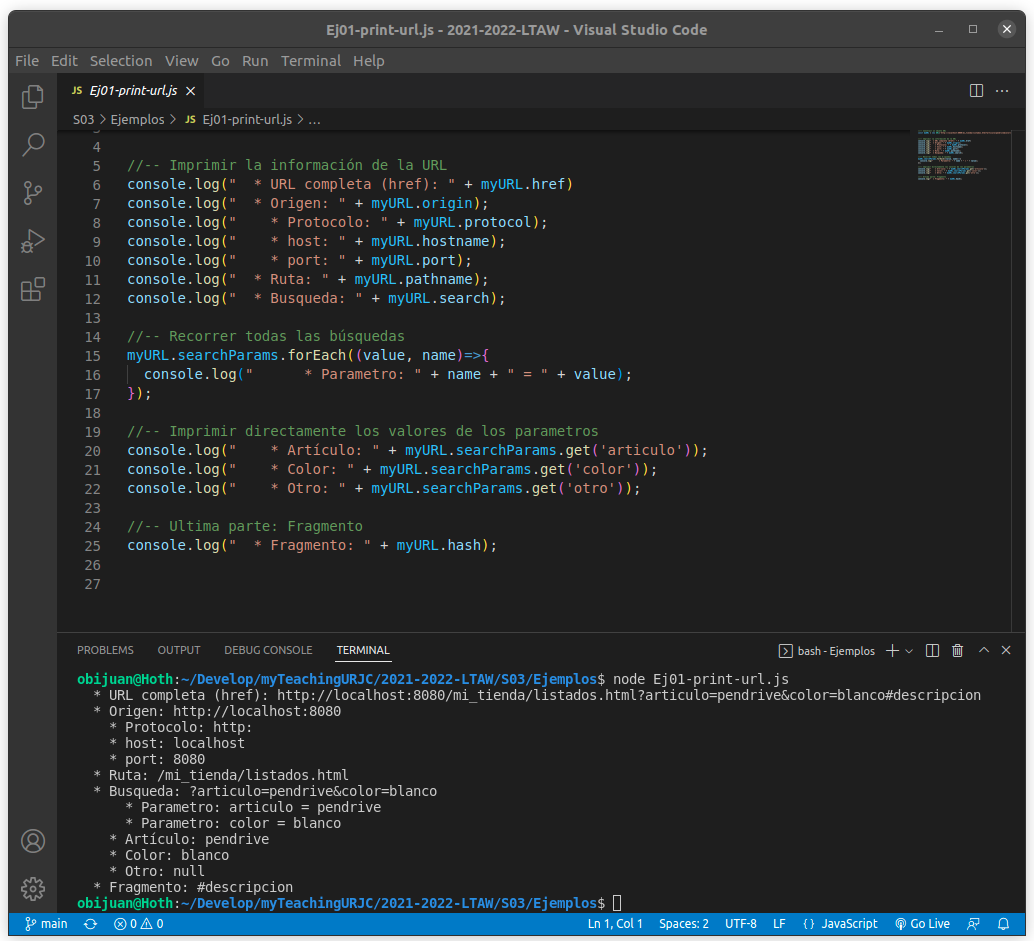 Ej01-print-url.js - 2021-2022-LTAW - Visual Studio Code
File Edit Selection View Go Run Terminal Help
JS Ej01-print-url.js
S03 > Ejemplos > JS Ej01-print-url.js > ...
4
5 //-- Imprimir la información de la URL
6 console.log("  * URL completa (href): " + myURL.href)
7 console.log("  * Origen: " + myURL.origin);
8 console.log("    * Protocolo: " + myURL.protocol);
9 console.log("    * host: " + myURL.hostname);
10 console.log("    * port: " + myURL.port);
11 console.log("  * Ruta: " + myURL.pathname);
12 console.log("  * Busqueda: " + myURL.search);
13
14 //-- Recorrer todas las búsquedas
15 myURL.searchParams.forEach((value, name)=>{
16   console.log("      * Parametro: " + name + " = " + value);
17 });
18
19 //-- Imprimir directamente los valores de los parametros
20 console.log("    * Artículo: " + myURL.searchParams.get('articulo'));
21 console.log("    * Color: " + myURL.searchParams.get('color'));
22 console.log("    * Otro: " + myURL.searchParams.get('otro'));
23
24 //-- Ultima parte: Fragmento
25 console.log("  * Fragmento: " + myURL.hash);
26
27
PROBLEMS OUTPUT DEBUG CONSOLE TERMINAL bash - Ejemplos
obijuan@Hoth:~/Develop/myTeachingURJC/2021-2022-LTAW/S03/Ejemplos$ node Ej01-print-url.js
  * URL completa (href): http://localhost:8080/mi_tienda/listados.html?articulo=pendrive&color=blanco#descripcion
  * Origen: http://localhost:8080
    * Protocolo: http:
    * host: localhost
    * port: 8080
  * Ruta: /mi_tienda/listados.html
  * Busqueda: ?articulo=pendrive&color=blanco
      * Parametro: articulo = pendrive
      * Parametro: color = blanco
    * Artículo: pendrive
    * Color: blanco
    * Otro: null
  * Fragmento: #descripcion
obijuan@Hoth:~/Develop/myTeachingURJC/2021-2022-LTAW/S03/Ejemplos$
main 0 0 Ln 1, Col 1 Spaces: 2 UTF-8 LF {} JavaScript Go Live